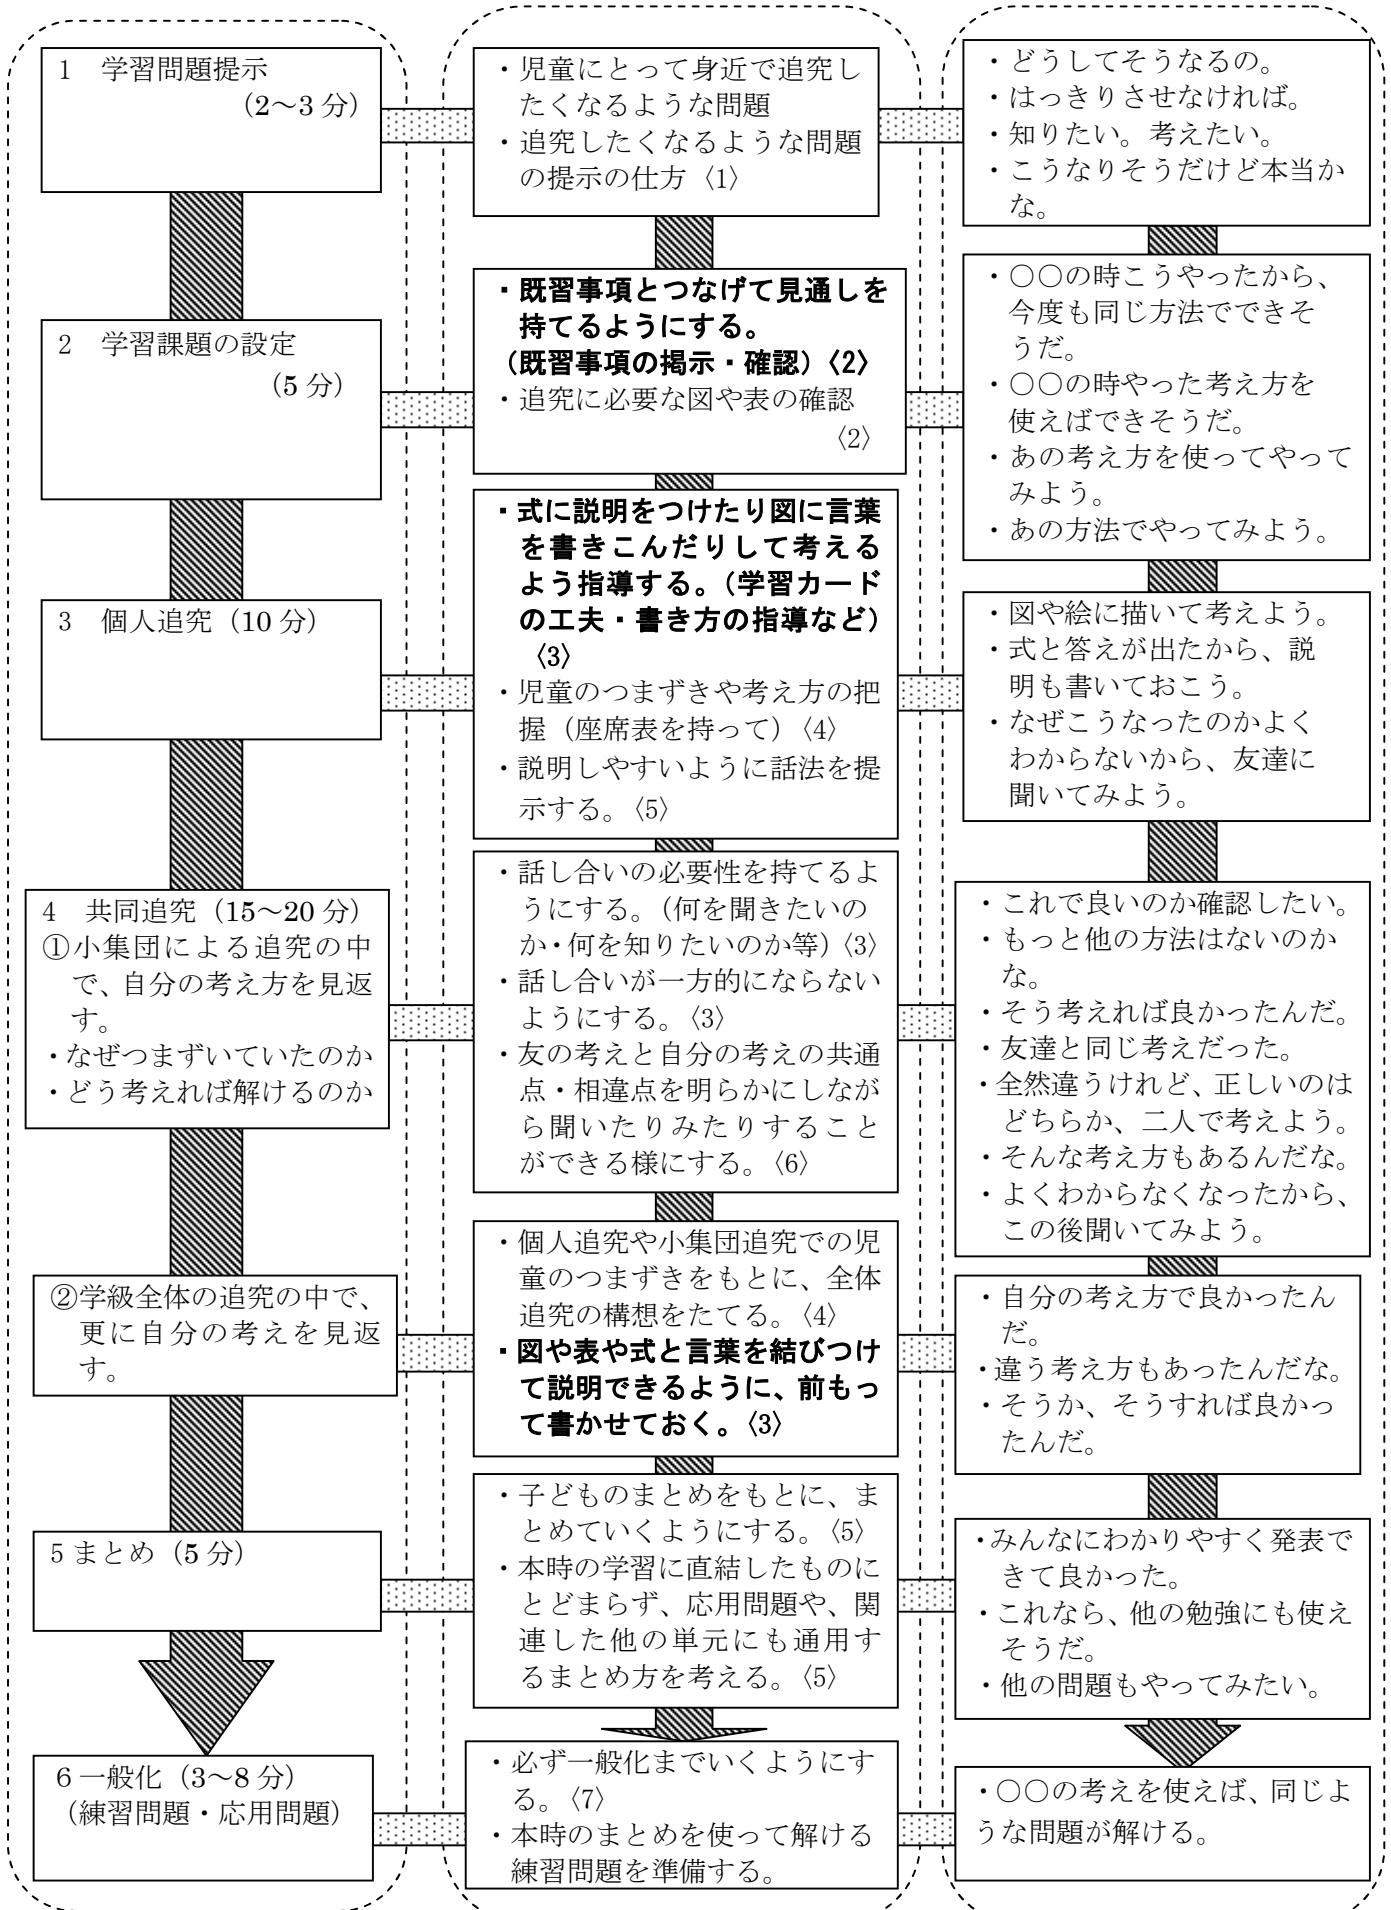 1　学習問題提示
（2～3 分）
・児童にとって身近で追究し
たくなるような問題
・追究したくなるような問題
の提示の仕方〈1〉
・どうしてそうなるの。
・はっきりさせなければ。
・知りたい。考えたい。
・こうなりそうだけど本当か
な。
2　学習課題の設定
（5 分）
・既習事項とつなげて見通しを
持てるようにする。
（既習事項の掲示・確認）〈2〉
・追究に必要な図や表の確認
〈2〉
・○○の時こうやったから、
今度も同じ方法でできそ
うだ。
・○○の時やった考え方を
使えばできそうだ。
・あの考え方を使ってやって
みよう。
・あの方法でやってみよう。
3　個人追究（10 分）
・式に説明をつけたり図に言葉
を書きこんだりして考える
よう指導する。（学習カード
の工夫・書き方の指導など）
〈3〉
・児童のつまずきや考え方の把
握（座席表を持って）〈4〉
・説明しやすいように話法を提
示する。〈5〉
・図や絵に描いて考えよう。
・式と答えが出たから、説
明も書いておこう。
・なぜこうなったのかよく
わからないから、友達に
聞いてみよう。
4　共同追究（15～20 分）
①小集団による追究の中
で、自分の考え方を見返
す。
・なぜつまずいていたのか
・どう考えれば解けるのか
・話し合いの必要性を持てるよ
うにする。（何を聞きたいの
か・何を知りたいのか等）〈3〉
・話し合いが一方的にならない
ようにする。〈3〉
・友の考えと自分の考えの共通
点・相違点を明らかにしなが
ら聞いたりみたりすること
ができる様にする。〈6〉
・これで良いのか確認したい。
・もっと他の方法はないのか
な。
・そう考えれば良かったんだ。
・友達と同じ考えだった。
・全然違うけれど、正しいのは
どちらか、二人で考えよう。
・そんな考え方もあるんだな。
・よくわからなくなったから、
この後聞いてみよう。
②学級全体の追究の中で、
更に自分の考えを見返
す。
・個人追究や小集団追究での児
童のつまずきをもとに、全体
追究の構想をたてる。〈4〉
・図や表や式と言葉を結びつけ
て説明できるように、前もっ
て書かせておく。〈3〉
・自分の考え方で良かったん
だ。
・違う考え方もあったんだな。
・そうか、そうすれば良かっ
たんだ。
5 まとめ（5 分）
・子どものまとめをもとに、ま
とめていくようにする。〈5〉
・本時の学習に直結したものに
とどまらず、応用問題や、関
連した他の単元にも通用す
るまとめ方を考える。〈5〉
・みんなにわかりやすく発表で
きて良かった。
・これなら、他の勉強にも使え
そうだ。
・他の問題もやってみたい。
6 一般化（3～8 分）
（練習問題・応用問題）
・必ず一般化までいくようにす
る。〈7〉
・本時のまとめを使って解ける
練習問題を準備する。
・○○の考えを使えば、同じよ
うな問題が解ける。